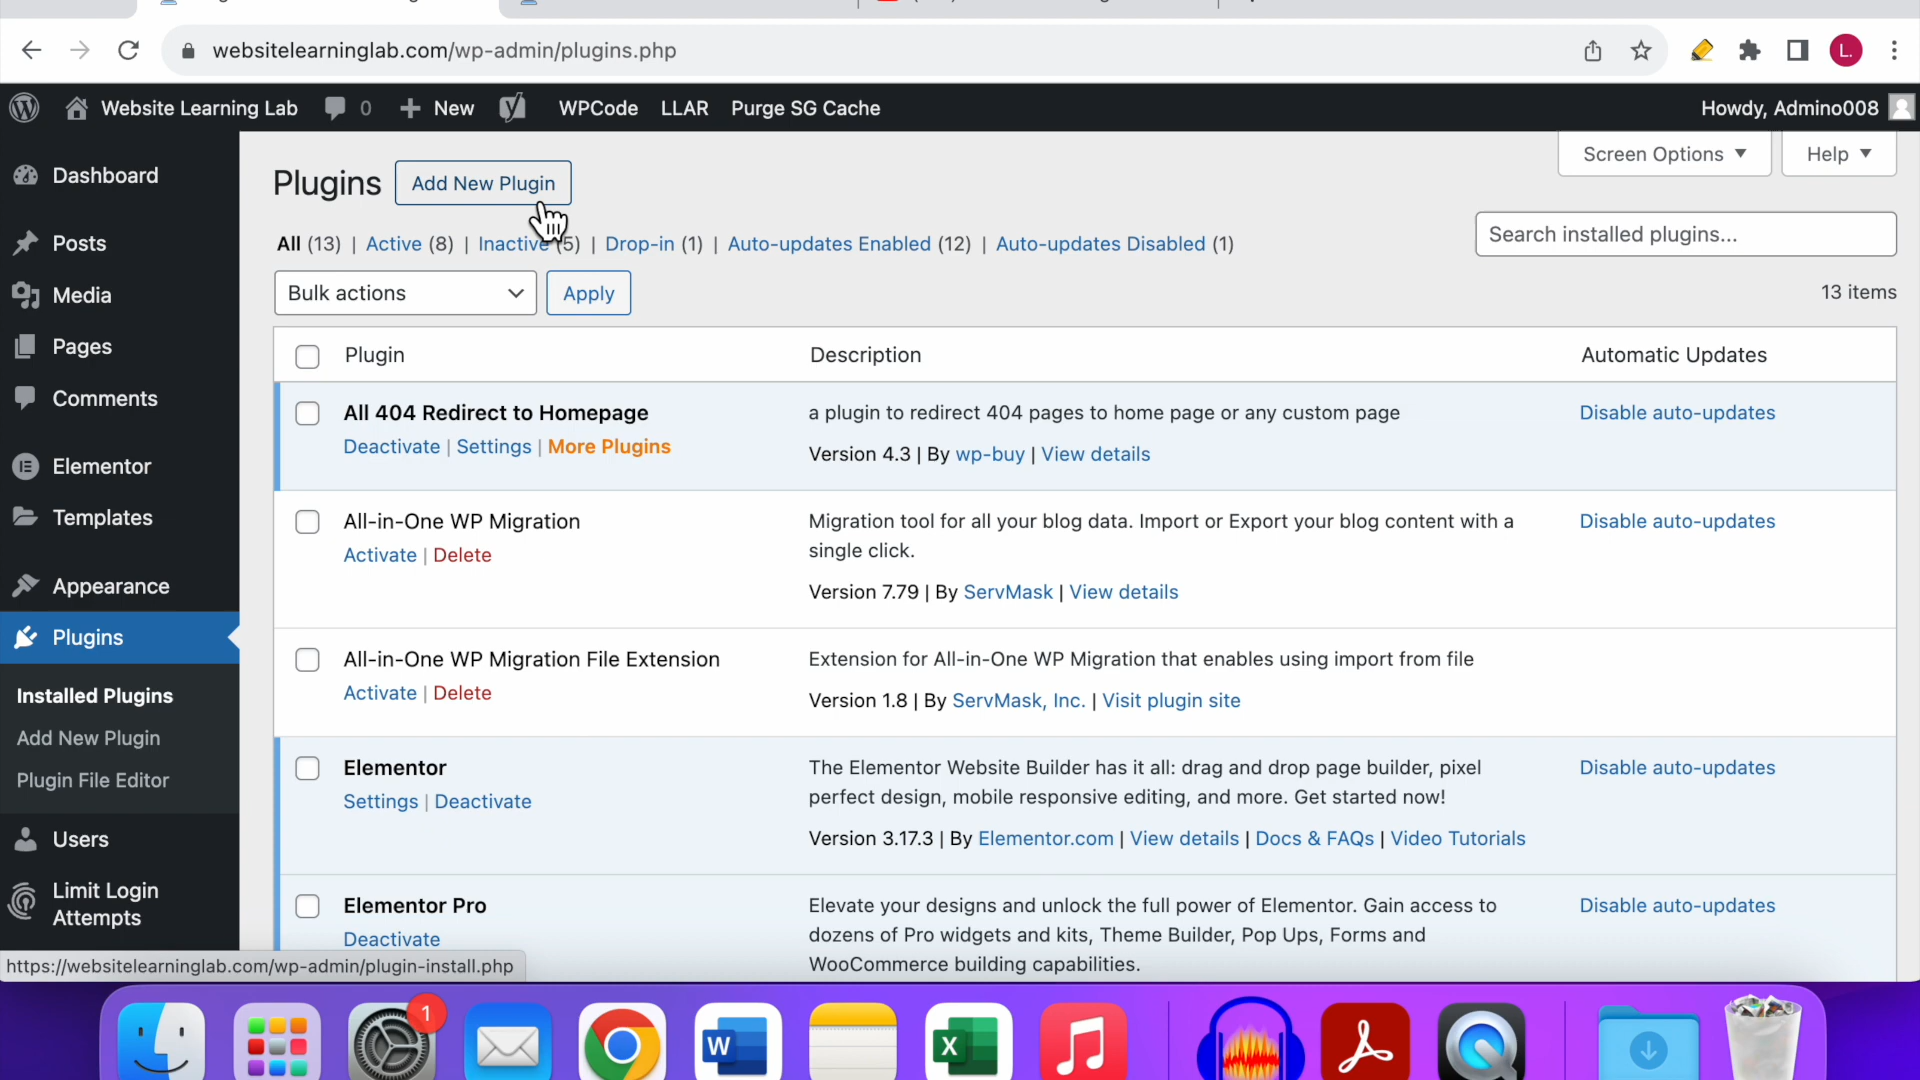 websitelearninglab.com/wp-admin/plugins.php
L.
Website Learning Lab 0 New WPCode LLAR Purge SG Cache Howdy, Admino008
Screen Options Help
Plugins Add New Plugin
All (13) | Active (8) | Inactive (5) | Drop-in (1) | Auto-updates Enabled (12) | Auto-updates Disabled (1)
Search installed plugins...
Bulk actions Apply
13 items
Dashboard
Posts
Media
Pages
Comments
Elementor
Templates
Appearance
Plugins
Installed Plugins
Add New Plugin
Plugin File Editor
Users
Limit Login
Attempts
Plugin Description Automatic Updates
All 404 Redirect to Homepage
Deactivate | Settings | More Plugins
a plugin to redirect 404 pages to home page or any custom page
Version 4.3 | By wp-buy | View details
Disable auto-updates
All-in-One WP Migration
Activate | Delete
Migration tool for all your blog data. Import or Export your blog content with a
single click.
Version 7.79 | By ServMask | View details
Disable auto-updates
All-in-One WP Migration File Extension
Activate | Delete
Extension for All-in-One WP Migration that enables using import from file
Version 1.8 | By ServMask, Inc. | Visit plugin site
Elementor
Settings | Deactivate
The Elementor Website Builder has it all: drag and drop page builder, pixel
perfect design, mobile responsive editing, and more. Get started now!
Version 3.17.3 | By Elementor.com | View details | Docs & FAQs | Video Tutorials
Disable auto-updates
Elementor Pro
Deactivate
Elevate your designs and unlock the full power of Elementor. Gain access to
dozens of Pro widgets and kits, Theme Builder, Pop Ups, Forms and
WooCommerce building capabilities.
Disable auto-updates
https://websitelearninglab.com/wp-admin/plugin-install.php
1
W
X